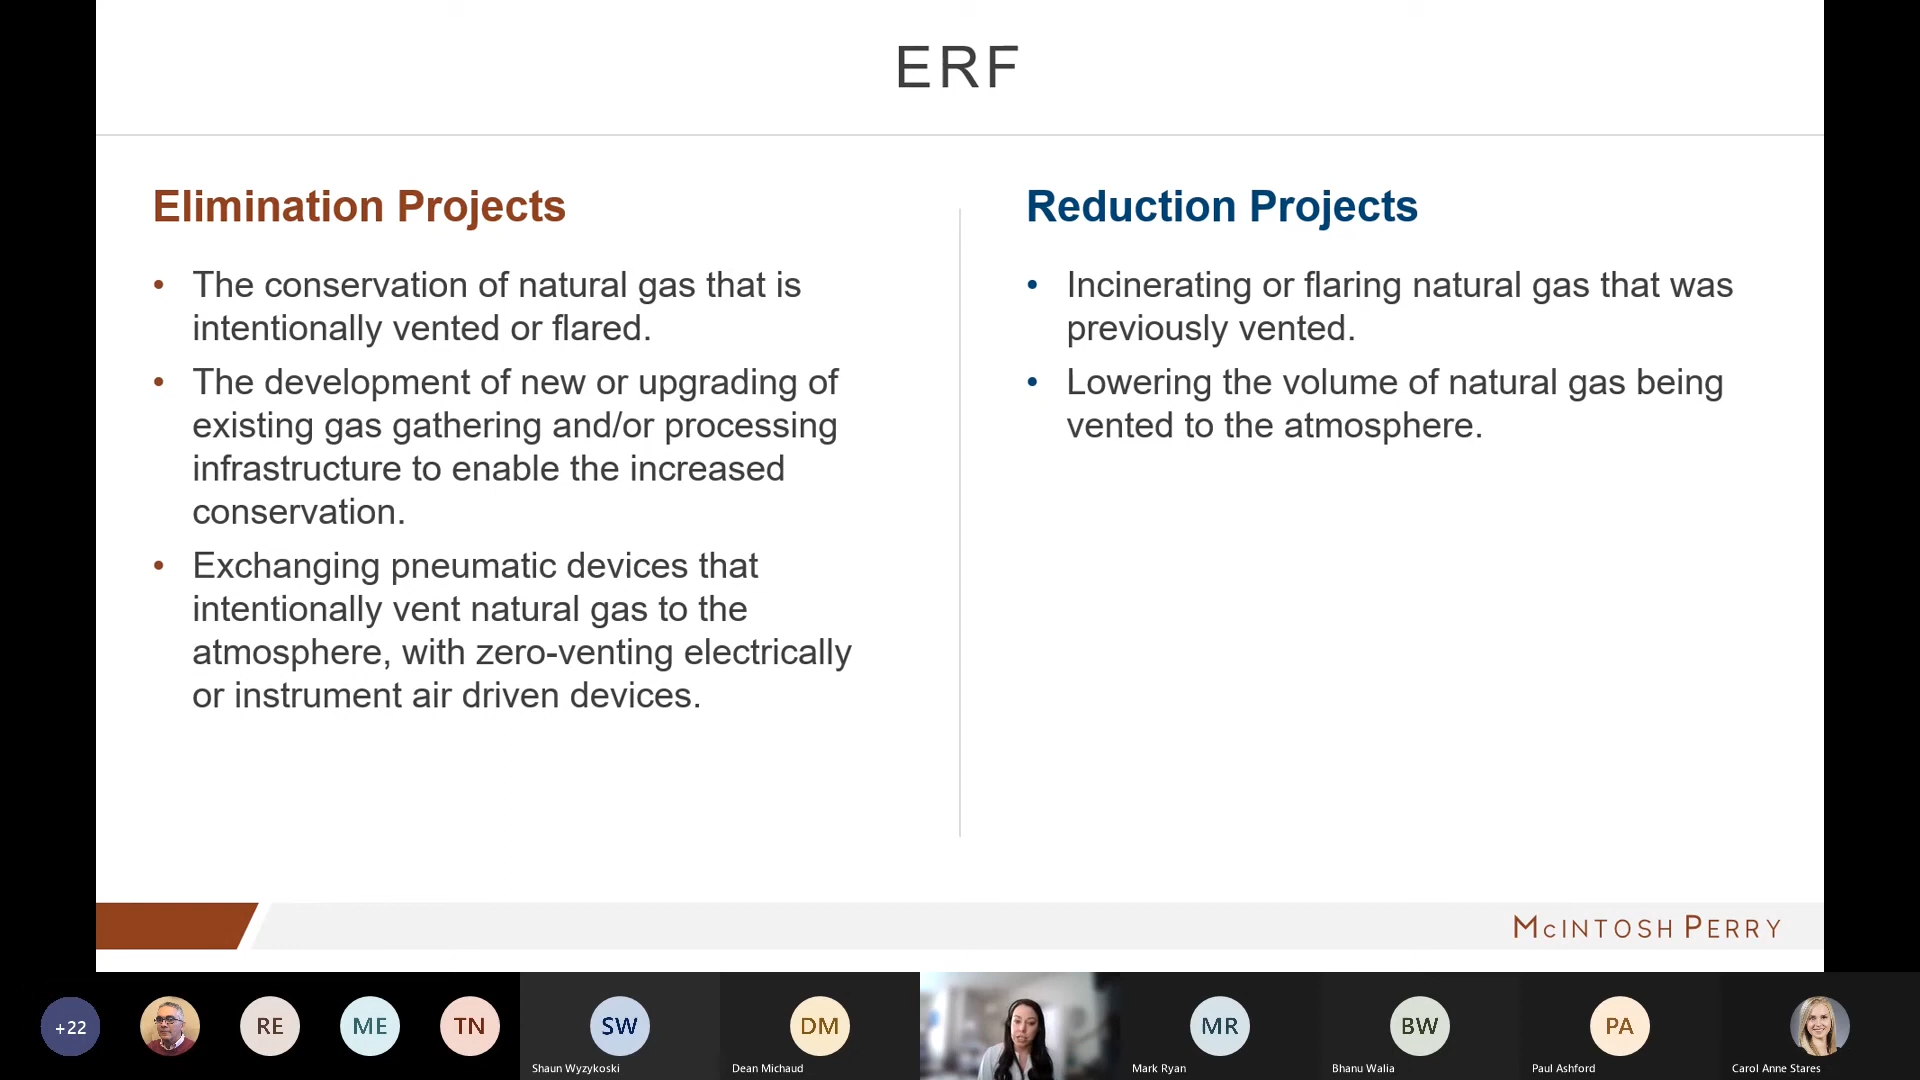 ERF
Elimination Projects
• The conservation of natural gas that is
intentionally vented or flared.
• The development of new or upgrading of
existing gas gathering and/or processing
infrastructure to enable the increased
conservation.
• Exchanging pneumatic devices that
intentionally vent natural gas to the
atmosphere, with zero-venting electrically
or instrument air driven devices.
Reduction Projects
• Incinerating or flaring natural gas that was
previously vented.
• Lowering the volume of natural gas being
vented to the atmosphere.
MCINTOSH PERRY
+22
RE
ME
TN
SW
Shaun Wyzykoski
DM
Dean Michaud
MR
Mark Ryan
BW
Bhanu Walia
PA
Paul Ashford
Carol Anne Stares